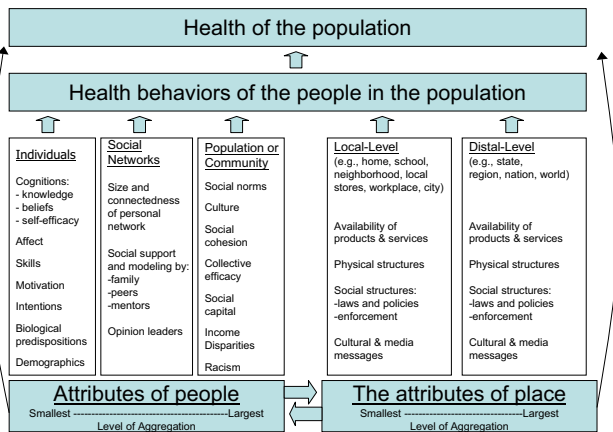 Health of the population
Health behaviors of the people in the population
Individuals
Cognitions:
- knowledge
- beliefs
- self-efficacy
Affect
Skills
Motivation
Intentions
Biological
predispositions
Demographics
Social
Networks
Size and
connectedness
of personal
network
Social support
and modeling by:
-family
-peers
-mentors
Opinion leaders
Population or
Community
Social norms
Culture
Social
cohesion
Collective
efficacy
Social
capital
Income
Disparities
Racism
Local-Level
(e.g., home, school,
neighborhood, local
stores, workplace, city)
Availability of
products & services
Physical structures
Social structures:
-laws and policies
-enforcement
Cultural & media
messages
Distal-Level
(e.g., state,
region, nation, world)
Availability of
products & services
Physical structures
Social structures:
-laws and policies
-enforcement
Cultural & media
messages
Attributes of people
Smallest ----------------------------------------Largest
Level of Aggregation
The attributes of place
Smallest ----------------------------------------Largest
Level of Aggregation